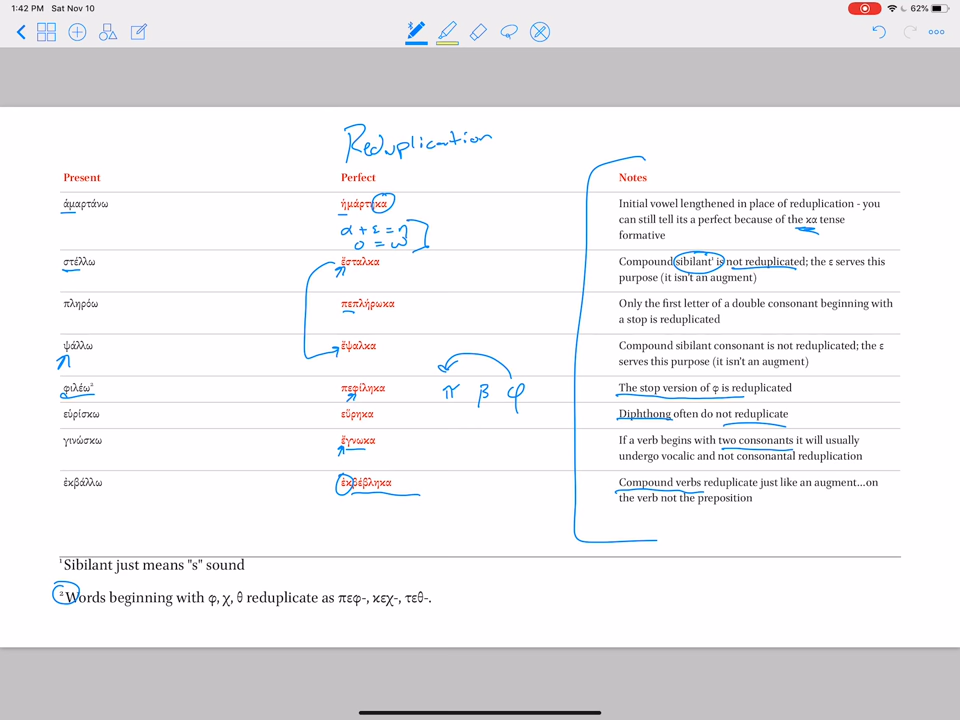 1:42 PM Sat Nov 10
62%
Reduplication
Present Perfect Notes
ἁμαρτάνω ἡμάρτηκα Initial vowel lengthened in place of reduplication - you
can still tell its a perfect because of the κα tense
formative
α + ε = η
ο = ω
στέλλω ἔσταλκα Compound sibilant¹ is not reduplicated; the ε serves this
purpose (it isn't an augment)
πληρόω πεπλήρωκα Only the first letter of a double consonant beginning with
a stop is reduplicated
ψάλλω ἔψαλκα Compound sibilant consonant is not reduplicated; the ε
serves this purpose (it isn't an augment)
φιλέω² πεφίληκα The stop version of φ is reduplicated
π β φ
εὑρίσκω εὕρηκα Diphthong often do not reduplicate
γινώσκω ἔγνωκα If a verb begins with two consonants it will usually
undergo vocalic and not consonantal reduplication
ἐκβάλλω ἐκβέβληκα Compound verbs reduplicate just like an augment...on
the verb not the preposition
¹Sibilant just means "s" sound
²Words beginning with φ, χ, θ reduplicate as πεφ-, κεχ-, τεθ-.